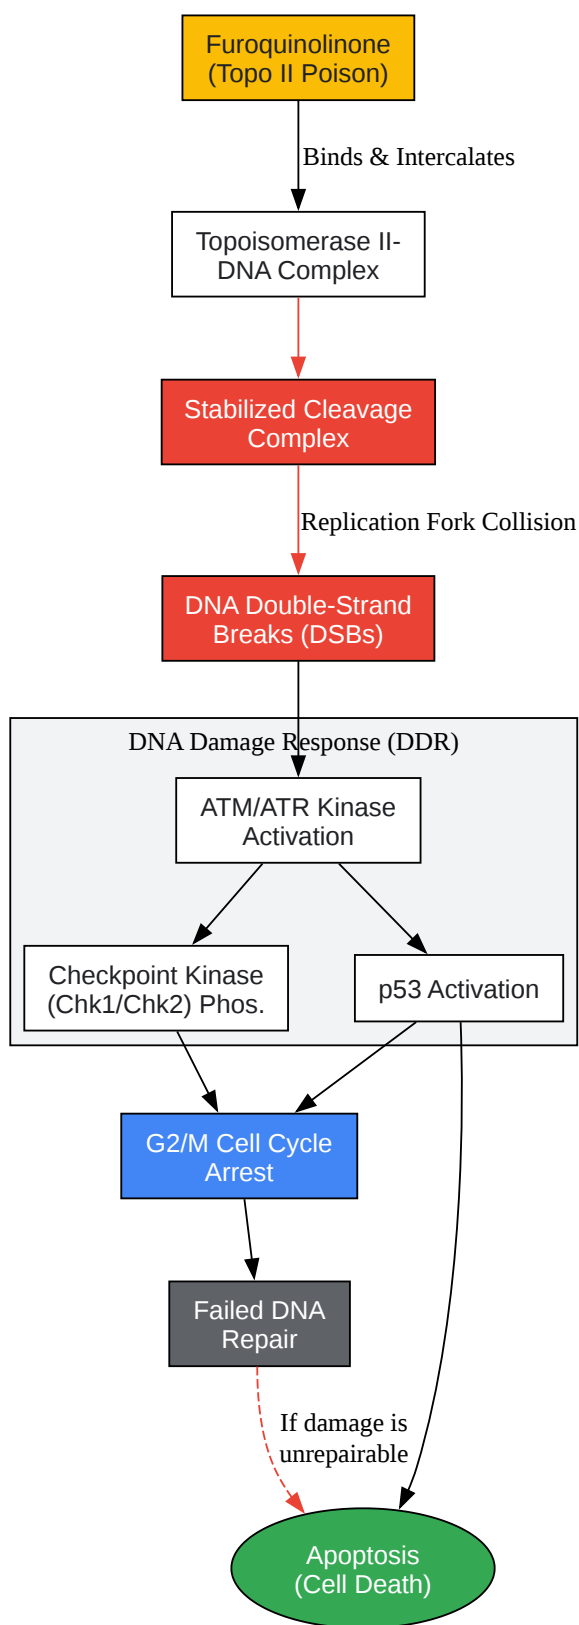 Furoquinolinone
(Topo II Poison)
Binds & Intercalates
Topoisomerase II-
DNA Complex
Stabilized Cleavage
Complex
Replication Fork Collision
DNA Double-Strand
Breaks (DSBs)
DNA Damage Response (DDR)
ATM/ATR Kinase
Activation
Checkpoint Kinase
(Chk1/Chk2) Phos.
p53 Activation
G2/M Cell Cycle
Arrest
Failed DNA
Repair
If damage is
unrepairable
Apoptosis
(Cell Death)